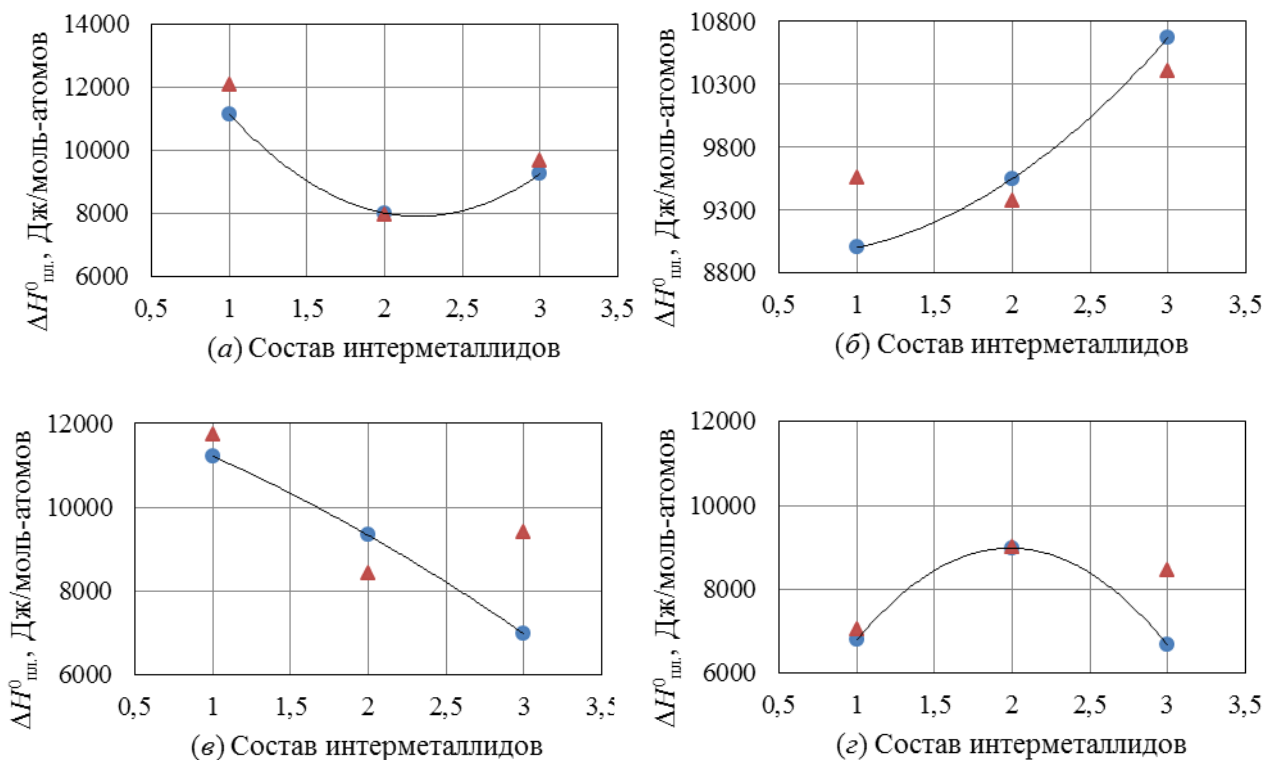 14000
12000
10000
8000
6000
0,5 1 1,5 2 2,5 3 3,5
ΔH⁰пл., Дж/моль-атомов
(а) Состав интерметаллидов
10800
10300
9800
9300
8800
0,5 1 1,5 2 2,5 3 3,5
ΔH⁰пл., Дж/моль-атомов
(б) Состав интерметаллидов
12000
10000
8000
6000
0,5 1 1,5 2 2,5 3 3,5
ΔH⁰пл., Дж/моль-атомов
(в) Состав интерметаллидов
12000
10000
8000
6000
0,5 1 1,5 2 2,5 3 3,5
ΔH⁰пл., Дж/моль-атомов
(г) Состав интерметаллидов